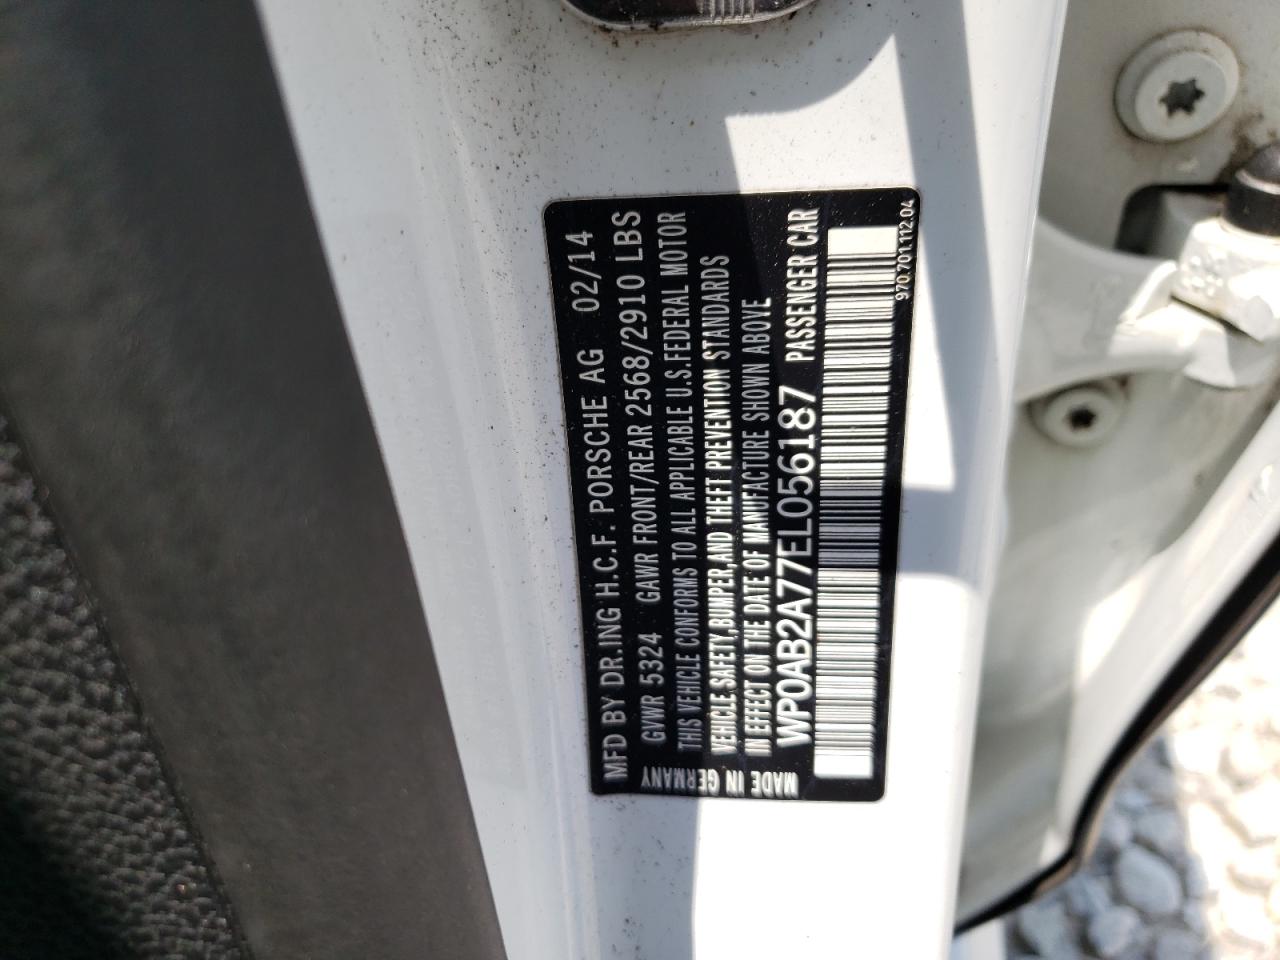 MFD BY DR.ING H.C.F. PORSCHE AG 02/14
GVWR 5324 GAWR FRONT/REAR 2568/2910 LBS
THIS VEHICLE CONFORMS TO ALL APPLICABLE U.S.FEDERAL MOTOR
VEHICLE SAFETY,BUMPER,AND THEFT PREVENTION STANDARDS
IN EFFECT ON THE DATE OF MANUFACTURE SHOWN ABOVE
WP0AB2A77EL056187 PASSENGER CAR
MADE IN GERMANY
970.701.112.04